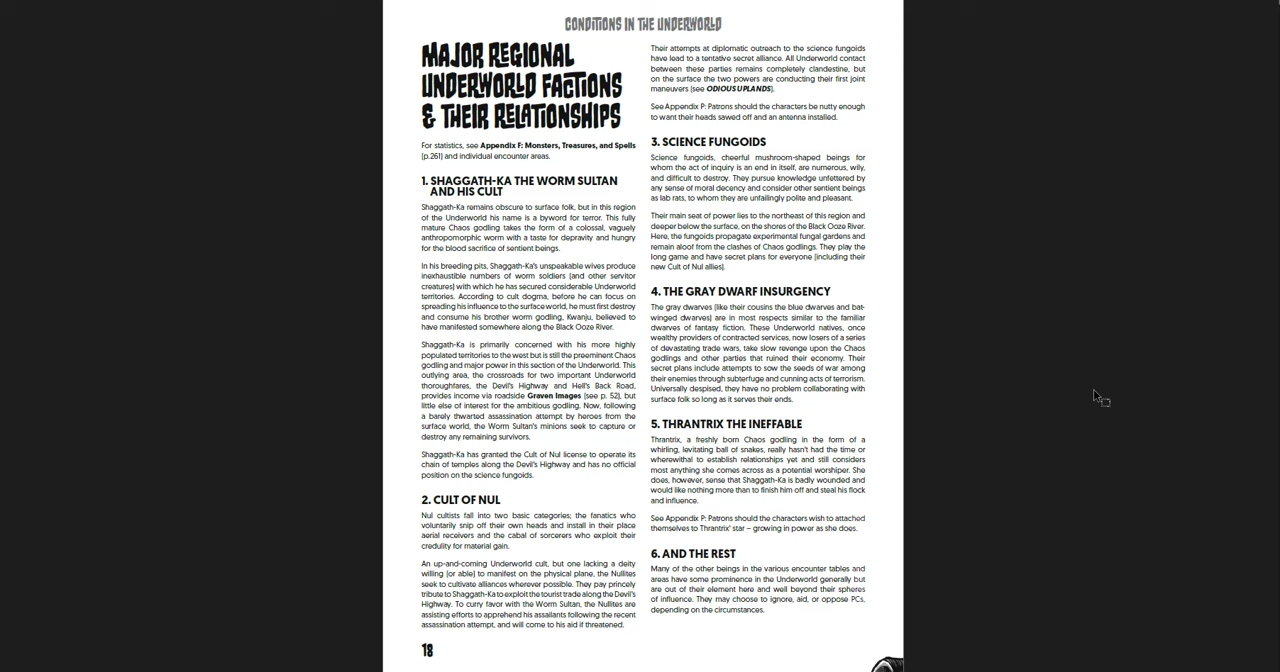 CONDITIONS IN THE UNDERWORLD
MAJOR REGIONAL
UNDERWORLD FACTIONS
& THEIR RELATIONSHIPS
For statistics, see Appendix F: Monsters, Treasures, and Spells
(p.261) and individual encounter areas.
1. SHAGGATH-KA THE WORM SULTAN
AND HIS CULT
Shaggath-Ka remains obscure to surface folk, but in this region
of the Underworld his name is a byword for terror. This fully
mature Chaos godling takes the form of a colossal, vaguely
anthropomorphic worm with a taste for depravity and hungry
for the blood sacrifice of sentient beings.
In his breeding pits, Shaggath-Ka's unspeakable wives produce
inexhaustible numbers of worm soldiers (and other servitor
creatures) with which he has secured considerable Underworld
territories. According to cult dogma, before he can focus on
spreading his influence to the surface world, he must first destroy
and consume his brother worm godling, Kwanju, believed to
have manifested somewhere along the Black Ooze River.
Shaggath-Ka is primarily concerned with his more highly
populated territories to the west but is still the preeminent Chaos
godling and major power in this section of the Underworld. This
outlying area, the crossroads for two important Underworld
thoroughfares, the Devil's Highway and Hell's Back Road,
provides income via roadside Graven Images (see p. 52), but
little else of interest for the ambitious godling. Now, following
a barely thwarted assassination attempt by heroes from the
surface world, the Worm Sultan's minions seek to capture or
destroy any remaining survivors.
Shaggath-Ka has granted the Cult of Nul license to operate its
chain of temples along the Devil's Highway and has no official
position on the science fungoids.
2. CULT OF NUL
Nul cultists fall into two basic categories; the fanatics who
voluntarily snip off their own heads and install in their place
aerial receivers and the cabal of sorcerers who exploit their
credulity for material gain.
An up-and-coming Underworld cult, but one lacking a deity
willing (or able) to manifest on the physical plane, the Nullites
seek to cultivate alliances wherever possible. They pay princely
tribute to Shaggath-Ka to exploit the tourist trade along the Devil's
Highway. To curry favor with the Worm Sultan, the Nullites are
assisting efforts to apprehend his assailants following the recent
assassination attempt, and will come to his aid if threatened.
18
Their attempts at diplomatic outreach to the science fungoids
have lead to a tentative secret alliance. All Underworld contact
between these parties remains completely clandestine, but
on the surface the two powers are conducting their first joint
maneuvers (see ODIOUS UPLANDS).
See Appendix P: Patrons should the characters be nutty enough
to want their heads sawed off and an antenna installed.
3. SCIENCE FUNGOIDS
Science fungoids, cheerful mushroom-shaped beings for
whom the act of inquiry is an end in itself, are numerous, wily,
and difficult to destroy. They pursue knowledge unfettered by
any sense of moral decency and consider other sentient beings
as lab rats, to whom they are unfailingly polite and pleasant.
Their main seat of power lies to the northeast of this region and
deeper below the surface, on the shores of the Black Ooze River.
Here, the fungoids propagate experimental fungal gardens and
remain aloof from the clashes of Chaos godlings. They play the
long game and have secret plans for everyone (including their
new Cult of Nul allies).
4. THE GRAY DWARF INSURGENCY
The gray dwarves (like their cousins the blue dwarves and bat-
winged dwarves) are in most respects similar to the familiar
dwarves of fantasy fiction. These Underworld natives, once
wealthy providers of contracted services, now losers of a series
of devastating trade wars, take slow revenge upon the Chaos
godlings and other parties that ruined their economy. Their
secret plans include attempts to sow the seeds of war among
their enemies through subterfuge and cunning acts of terrorism.
Universally despised, they have no problem collaborating with
surface folk so long as it serves their ends.
5. THRANTRIX THE INEFFABLE
Thrantrix, a freshly born Chaos godling in the form of a
whirling, levitating ball of snakes, really hasn't had the time or
wherewithal to establish relationships yet and still considers
most anything she comes across as a potential worshiper. She
does, however, sense that Shaggath-Ka is badly wounded and
would like nothing more than to finish him off and steal his flock
and influence.
See Appendix P: Patrons should the characters wish to attached
themselves to Thrantrix' star – growing in power as she does.
6. AND THE REST
Many of the other beings in the various encounter tables and
areas have some prominence in the Underworld generally but
are out of their element here and well beyond their spheres
of influence. They may choose to ignore, aid, or oppose PCs,
depending on the circumstances.